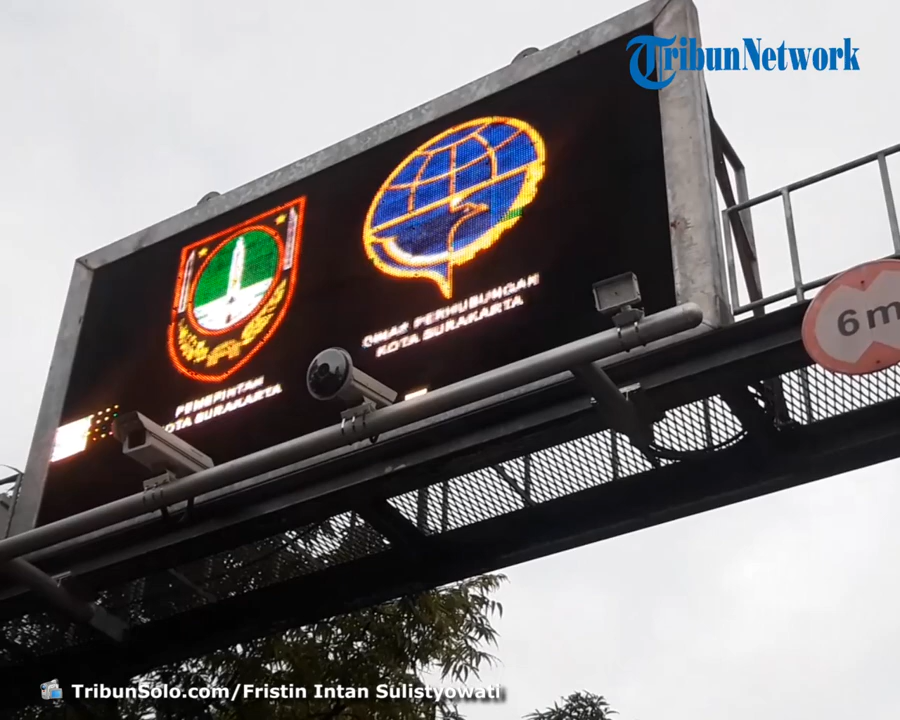 TribunNetwork
DINAS PERHUBUNGAN
KOTA SURAKARTA
PEMERINTAH
KOTA SURAKARTA
6 m
TribunSolo.com/Fristin Intan Sulistyowati